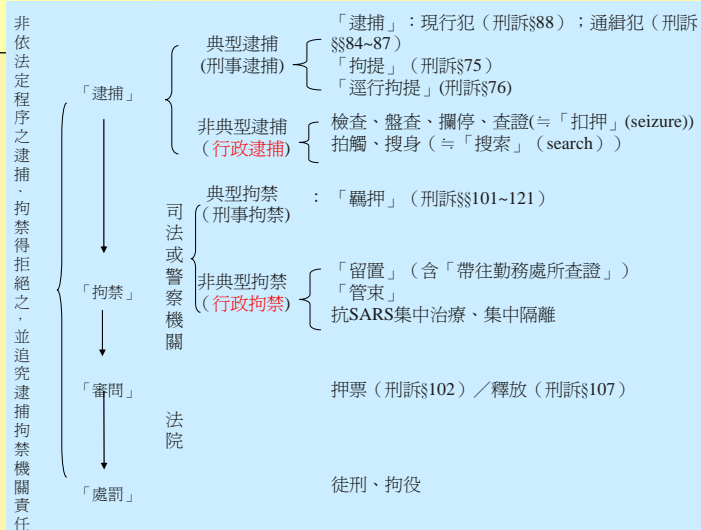 非依法定程序之逮捕、拘禁得拒絕之，並追究逮捕拘禁機關責任
「逮捕」
典型逮捕
(刑事逮捕)
「逮捕」：現行犯（刑訴§88）；通緝犯（刑訴
§§84~87）
「拘提」（刑訴§75）
「逕行拘提」(刑訴§76)
非典型逮捕
（行政逮捕)
檢查、盤查、攔停、查證(≒「扣押」(seizure))
拍觸、搜身（≒「搜索」（search））
「拘禁」
司法或警察機關
典型拘禁
（刑事拘禁）
：「羈押」（刑訴§§101~121）
非典型拘禁
（行政拘禁）
「留置」（含「帶往勤務處所查證」）
「管束」
抗SARS集中治療、集中隔離
「審問」
法院
押票（刑訴§102）／釋放（刑訴§107）
「處罰」
徒刑、拘役